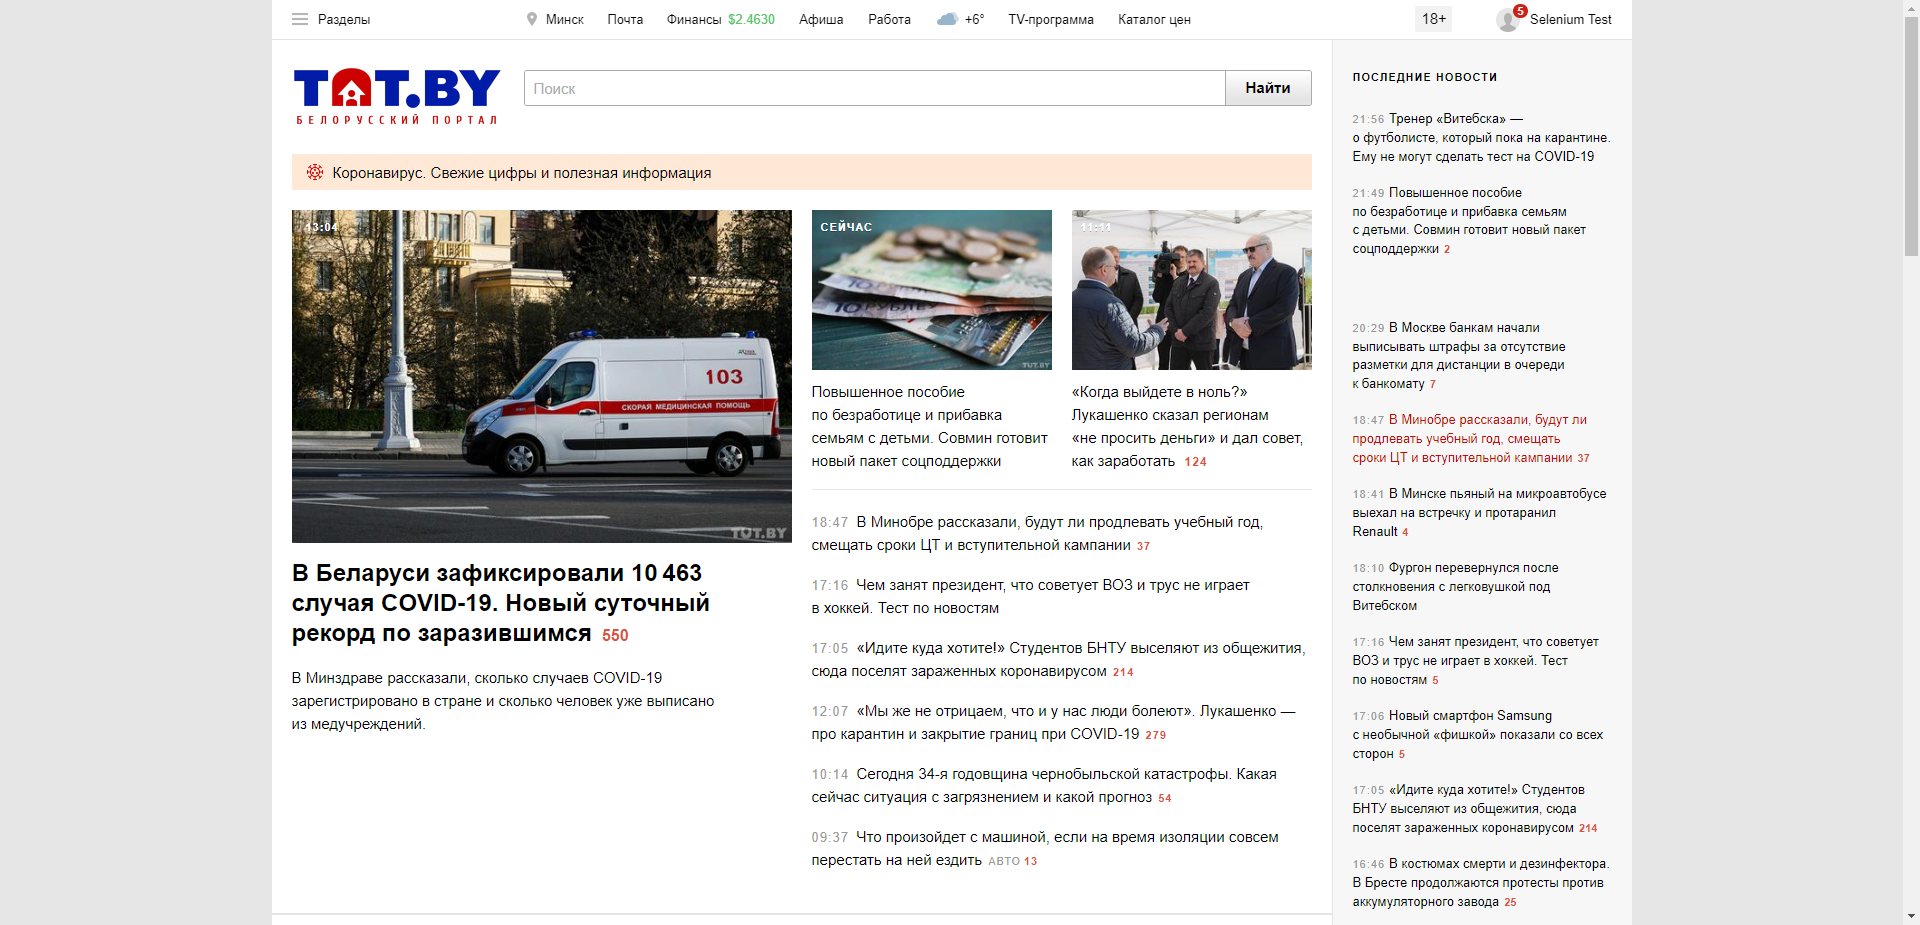 Разделы
Минск
Почта
Финансы $2.4630
Афиша
Работа
+6°
TV-программа
Каталог цен
18+
5
Selenium Test
TUT.BY
БЕЛОРУССКИЙ ПОРТАЛ
Поиск
Найти
Коронавирус. Свежие цифры и полезная информация
13:04
103
СКОРАЯ МЕДИЦИНСКАЯ ПОМОЩЬ
TUT.BY
В Беларуси зафиксировали 10 463
случая COVID-19. Новый суточный
рекорд по заразившимся 550
В Минздраве рассказали, сколько случаев COVID-19
зарегистрировано в стране и сколько человек уже выписано
из медучреждений.
СЕЙЧАС
TUT.BY
Повышенное пособие
по безработице и прибавка
семьям с детьми. Совмин готовит
новый пакет соцподдержки
11:11
«Когда выйдете в ноль?»
Лукашенко сказал регионам
«не просить деньги» и дал совет,
как заработать 124
18:47 В Минобре рассказали, будут ли продлевать учебный год,
смещать сроки ЦТ и вступительной кампании 37
17:16 Чем занят президент, что советует ВОЗ и трус не играет
в хоккей. Тест по новостям
17:05 «Идите куда хотите!» Студентов БНТУ выселяют из общежития,
сюда поселят зараженных коронавирусом 214
12:07 «Мы же не отрицаем, что и у нас люди болеют». Лукашенко —
про карантин и закрытие границ при COVID-19 279
10:14 Сегодня 34-я годовщина чернобыльской катастрофы. Какая
сейчас ситуация с загрязнением и какой прогноз 54
09:37 Что произойдет с машиной, если на время изоляции совсем
перестать на ней ездить АВТО 13
ПОСЛЕДНИЕ НОВОСТИ
21:56 Тренер «Витебска» —
о футболисте, который пока на карантине.
Ему не могут сделать тест на COVID-19
21:49 Повышенное пособие
по безработице и прибавка семьям
с детьми. Совмин готовит новый пакет
соцподдержки 2
20:29 В Москве банкам начали
выписывать штрафы за отсутствие
разметки для дистанции в очереди
к банкомату 7
18:47 В Минобре рассказали, будут ли
продлевать учебный год, смещать
сроки ЦТ и вступительной кампании 37
18:41 В Минске пьяный на микроавтобусе
выехал на встречку и протаранил
Renault 4
18:10 Фургон перевернулся после
столкновения с легковушкой под
Витебском
17:16 Чем занят президент, что советует
ВОЗ и трус не играет в хоккей. Тест
по новостям 5
17:06 Новый смартфон Samsung
с необычной «фишкой» показали со всех
сторон 5
17:05 «Идите куда хотите!» Студентов
БНТУ выселяют из общежития, сюда
поселят зараженных коронавирусом 214
16:46 В костюмах смерти и дезинфектора.
В Бресте продолжаются протесты против
аккумуляторного завода 25